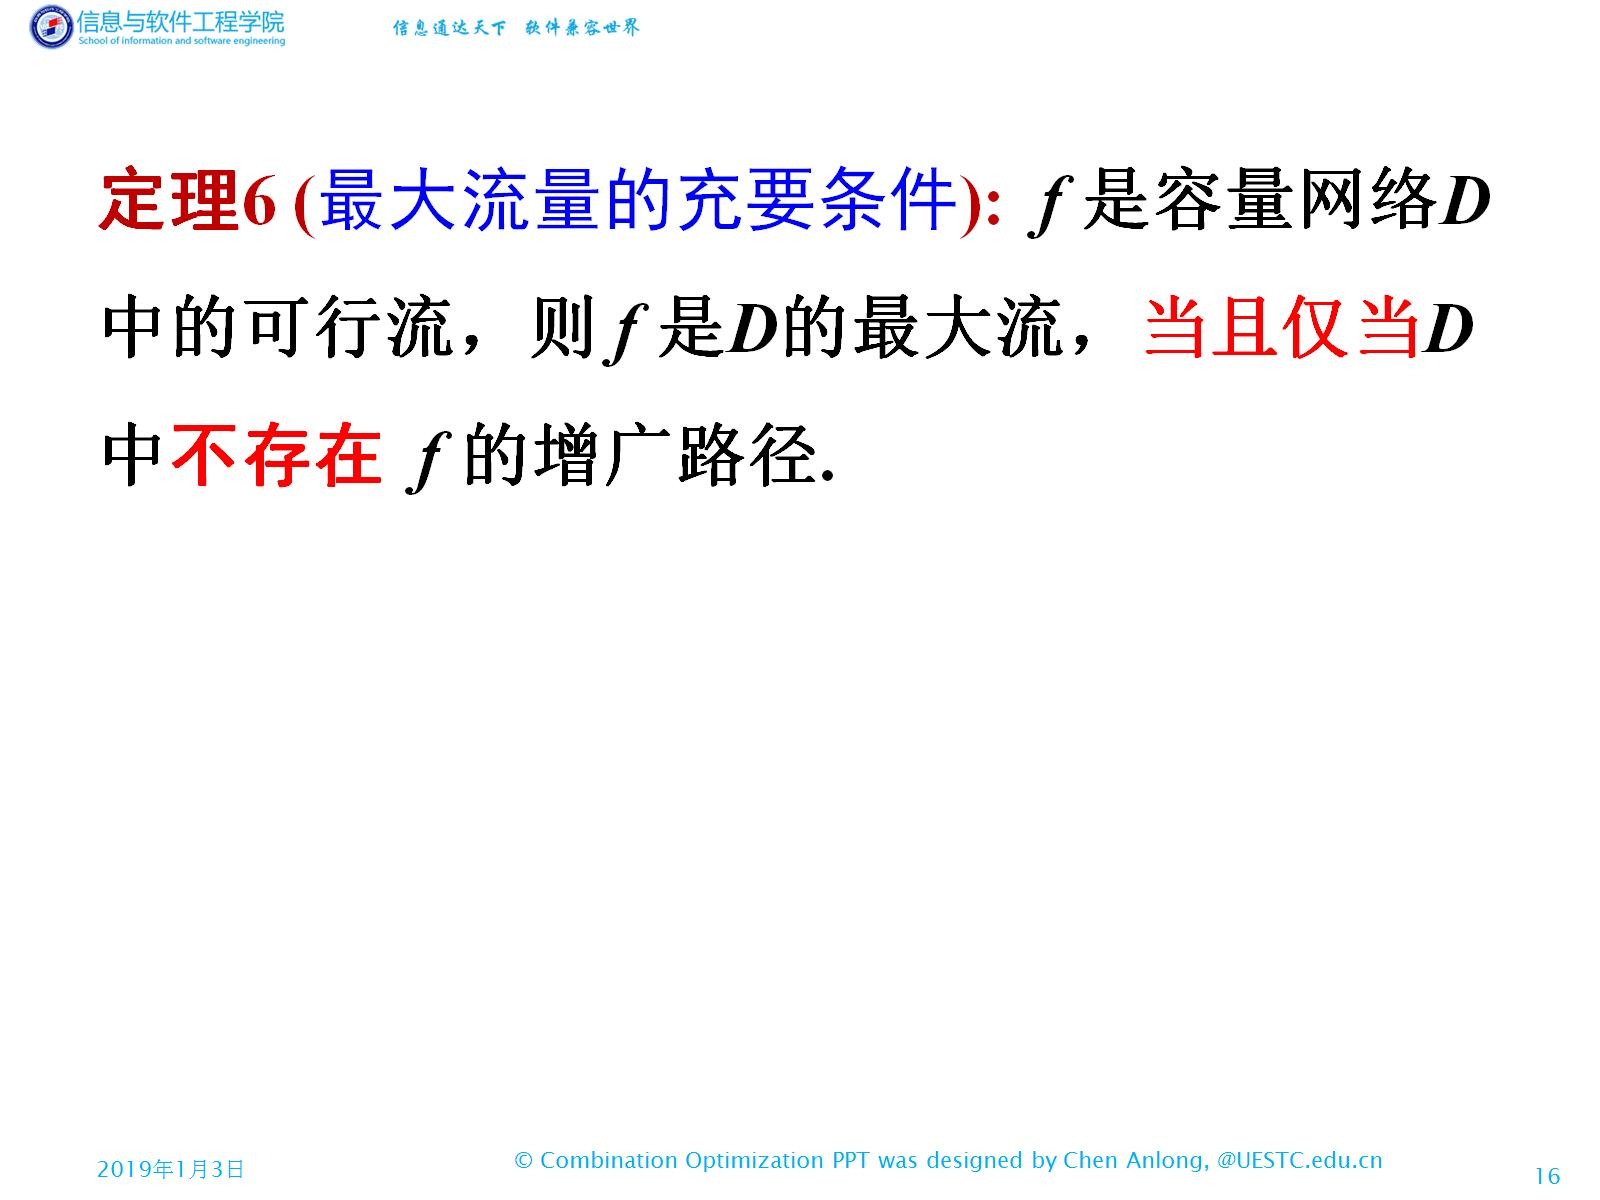 信息与软件工程学院
School of information and software engineering
信息通达天下 软件兼容世界
定理6 (最大流量的充要条件): f 是容量网络D
中的可行流，则 f 是D的最大流，当且仅当D
中不存在 f 的增广路径.
2019年1月3日
© Combination Optimization PPT was designed by Chen Anlong, @UESTC.edu.cn
16